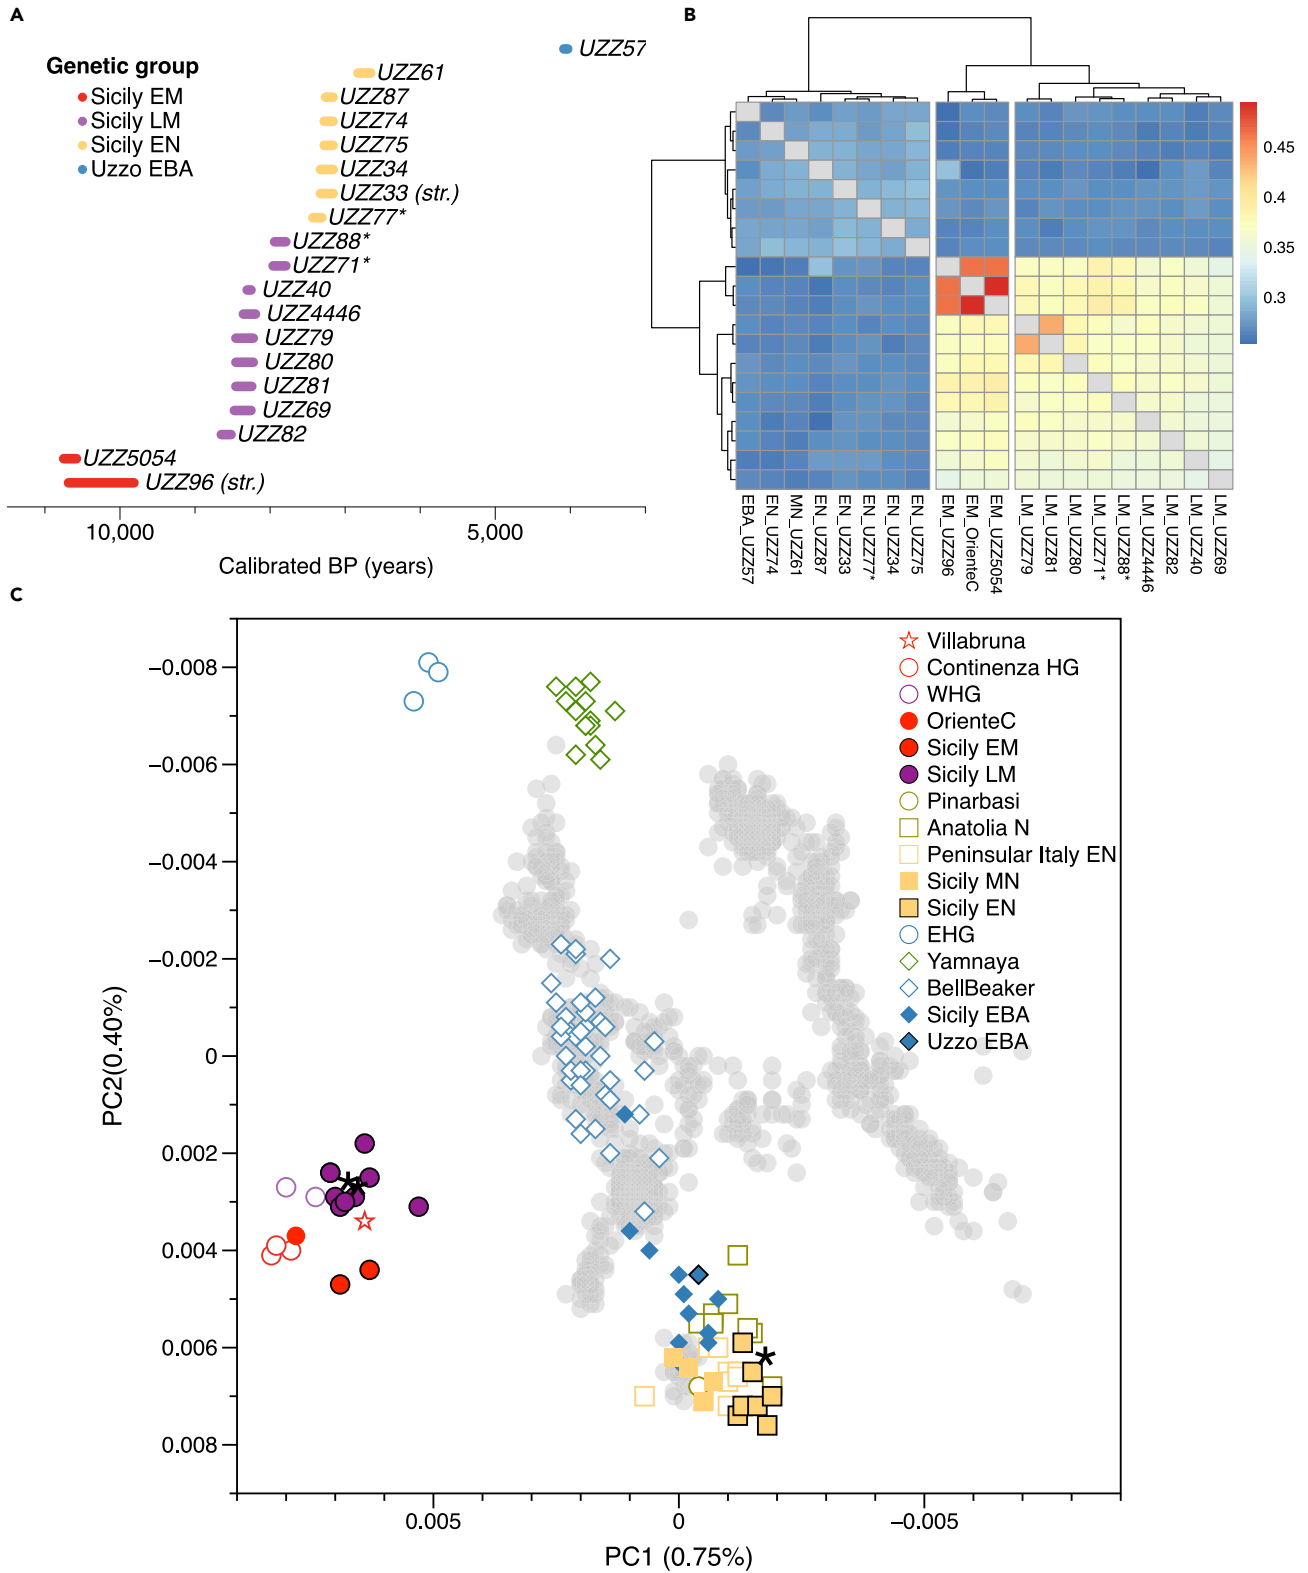 A
Genetic group
Sicily EM
Sicily LM
Sicily EN
Uzzo EBA
UZZ57
UZZ61
UZZ87
UZZ74
UZZ75
UZZ34
UZZ33 (str.)
UZZ77*
UZZ88*
UZZ71*
UZZ40
UZZ4446
UZZ79
UZZ80
UZZ81
UZZ69
UZZ82
UZZ5054
UZZ96 (str.)
10,000
5,000
Calibrated BP (years)
B
0.45
0.4
0.35
0.3
EBA_UZZ57
EN_UZZ74
MN_UZZ61
EN_UZZ87
EN_UZZ33
EN_UZZ77*
EN_UZZ34
EN_UZZ75
EM_UZZ96
EM_OrienteC
EM_UZZ5054
LM_UZZ79
LM_UZZ81
LM_UZZ80
LM_UZZ71*
LM_UZZ88*
LM_UZZ4446
LM_UZZ82
LM_UZZ40
LM_UZZ69
C
−0.008
−0.006
−0.004
−0.002
0
0.002
0.004
0.006
0.008
PC2(0.40%)
Villabruna
Continenza HG
WHG
OrienteC
Sicily EM
Sicily LM
Pinarbasi
Anatolia N
Peninsular Italy EN
Sicily MN
Sicily EN
EHG
Yamnaya
BellBeaker
Sicily EBA
Uzzo EBA
0.005
0
−0.005
PC1 (0.75%)